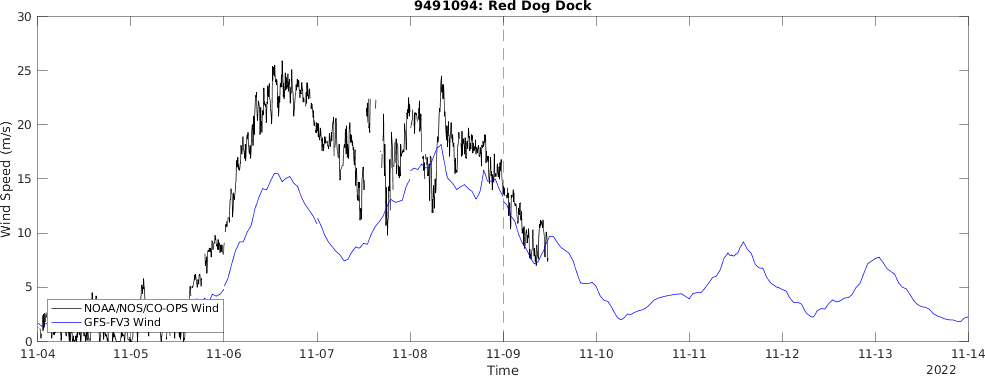 9491094: Red Dog Dock
30
25
20
15
10
5
0
Wind Speed (m/s)
NOAA/NOS/CO-OPS Wind
GFS-FV3 Wind
11-04 11-05 11-06 11-07 11-08 11-09 11-10 11-11 11-12 11-13 11-14
Time
2022